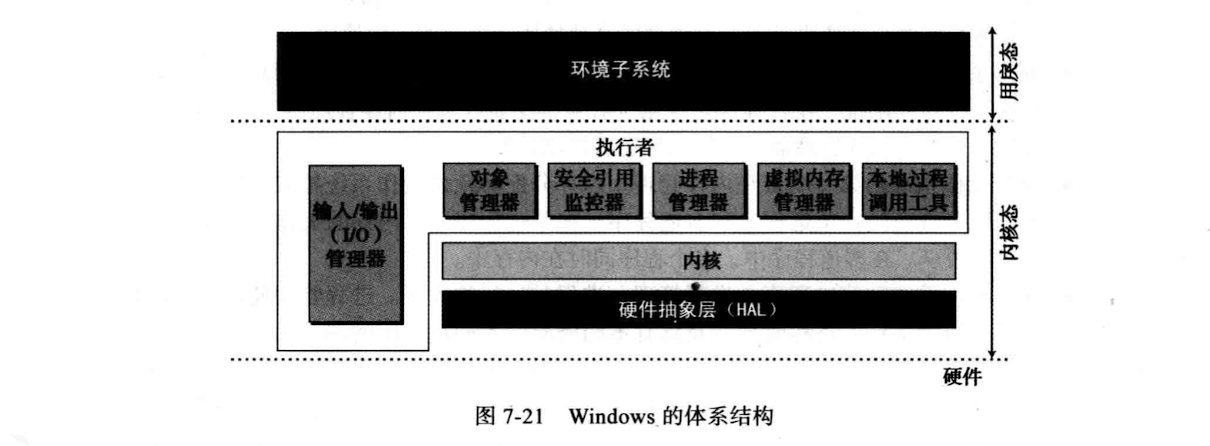 环境子系统
用户态
执行者
输入/输出
（I/O）
管理器
对象
管理器
安全引用
监控器
进程
管理器
虚拟内存
管理器
本地过程
调用工具
内核态
内核
硬件抽象层（HAL）
硬件
图 7-21 Windows 的体系结构